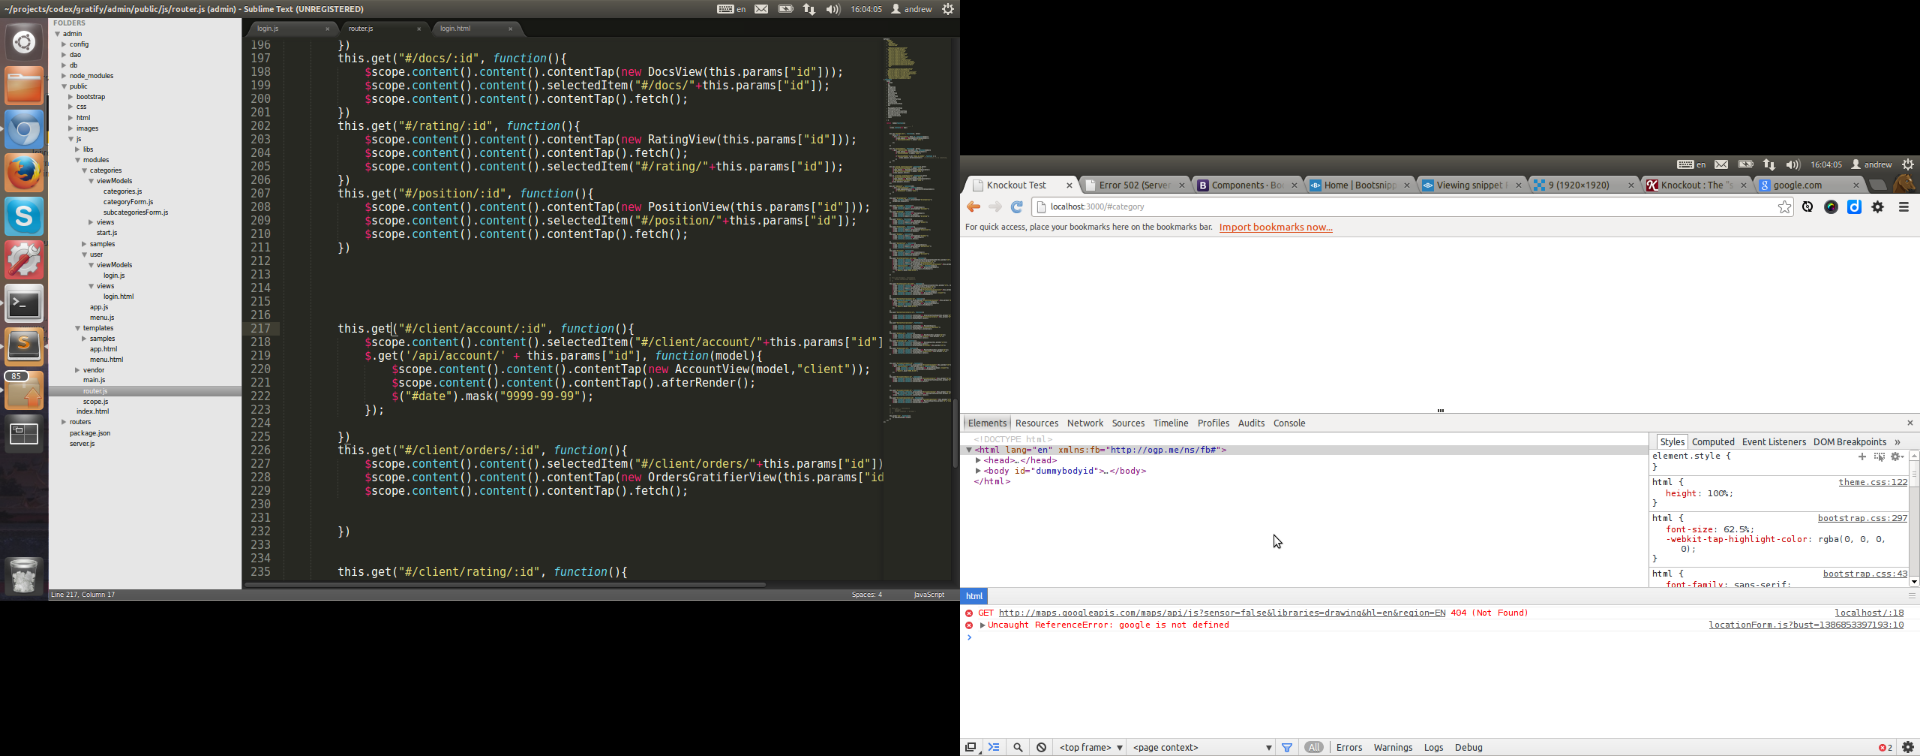 ~/projects/codex/gratify/admin/public/js/router.js (admin) - Sublime Text (UNREGISTERED)
en
16:04:05
andrew
FOLDERS
admin
config
dao
db
node_modules
public
bootstrap
css
html
images
js
libs
modules
categories
viewModels
categories.js
categoryForm.js
subcategoriesForm.js
views
start.js
samples
user
viewModels
login.js
views
login.html
app.js
menu.js
templates
samples
app.html
menu.html
vendor
main.js
router.js
scope.js
index.html
routers
package.json
server.js
85
login.js ×
router.js ×
login.html ×
196 })
197 this.get("#/docs/:id", function(){
198 $scope.content().content().contentTap(new DocsView(this.params["id"]));
199 $scope.content().content().selectedItem("#/docs/"+this.params["id"]);
200 $scope.content().content().contentTap().fetch();
201 })
202 this.get("#/rating/:id", function(){
203 $scope.content().content().contentTap(new RatingView(this.params["id"]));
204 $scope.content().content().contentTap().fetch();
205 $scope.content().content().selectedItem("#/rating/"+this.params["id"]);
206 })
207 this.get("#/position/:id", function(){
208 $scope.content().content().contentTap(new PositionView(this.params["id"]));
209 $scope.content().content().selectedItem("#/position/"+this.params["id"]);
210 $scope.content().content().contentTap().fetch();
211 })
212
213
214
215
216
217 this.get("#/client/account/:id", function(){
218 $scope.content().content().selectedItem("#/client/account/"+this.params["id"]
219 $.get('/api/account/' + this.params["id"], function(model){
220 $scope.content().content().contentTap(new AccountView(model,"client"));
221 $scope.content().content().contentTap().afterRender();
222 $("#date").mask("9999-99-99");
223 });
224
225 })
226 this.get("#/client/orders/:id", function(){
227 $scope.content().content().selectedItem("#/client/orders/"+this.params["id"])
228 $scope.content().content().contentTap(new OrdersGratifierView(this.params["id
229 $scope.content().content().contentTap().fetch();
230
231
232 })
233
234
235 this.get("#/client/rating/:id", function(){
Line 217, Column 17
Spaces: 4
JavaScript
en
16:04:05
andrew
Knockout Test ×
Error 502 (Server ×
Components · Bo ×
Home | Bootsnipp ×
Viewing snippet ×
9 (1920×1080) ×
Knockout : The " ×
google.com ×
localhost:3000/#category
For quick access, place your bookmarks here on the bookmarks bar. Import bookmarks now...
Elements Resources Network Sources Timeline Profiles Audits Console ×
<!DOCTYPE html>
<html lang="en" xmlns:fb="http://ogp.me/ns/fb#">
<head>…</head>
<body id="dummybodyid">…</body>
</html>
Styles Computed Event Listeners DOM Breakpoints »
element.style {
}
html { theme.css:122
height: 100%;
}
html { bootstrap.css:297
font-size: 62.5%;
-webkit-tap-highlight-color: rgba(0, 0, 0,
0);
}
html { bootstrap.css:43
font-family: sans-serif;
html
GET http://maps.googleapis.com/maps/api/js?sensor=false&libraries=drawing&hl=en&region=EN 404 (Not Found) localhost/:18
Uncaught ReferenceError: google is not defined locationForm.js?bust=1386853397193:10
>
<top frame> <page context> All Errors Warnings Logs Debug 2